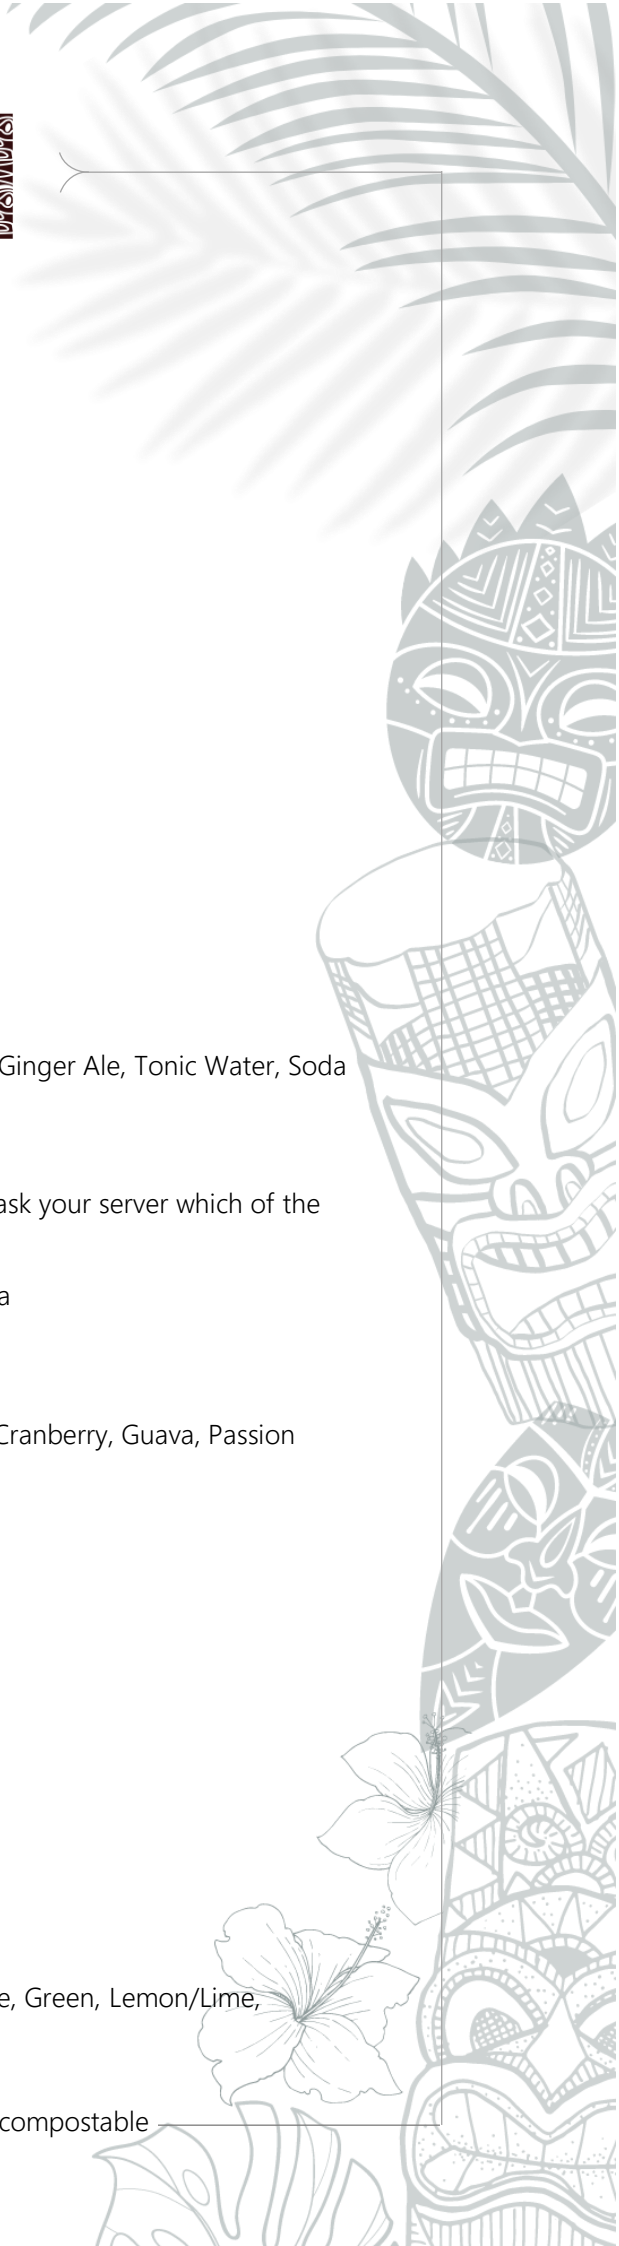 Ginger Ale, Tonic Water, Soda
ask your server which of the
a
Cranberry, Guava, Passion
e, Green, Lemon/Lime,
compostable